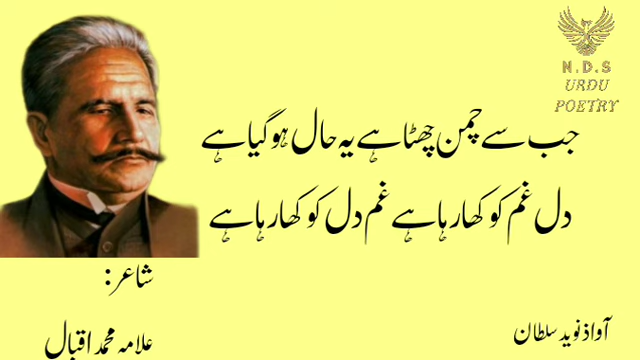 N.D.S
URDU
POETRY
جب سے چمن چھٹا ہے یہ حال ہو گیا ہے
دل غم کو کھا رہا ہے غم دل کو کھا رہا ہے
شاعر:
علامہ محمد اقبال
آواز نوید سلطان